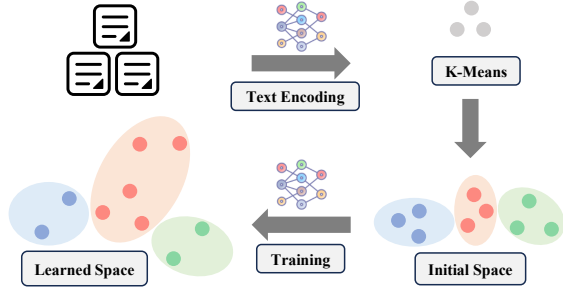 K-Means
Text Encoding
Learned Space
Training
Initial Space